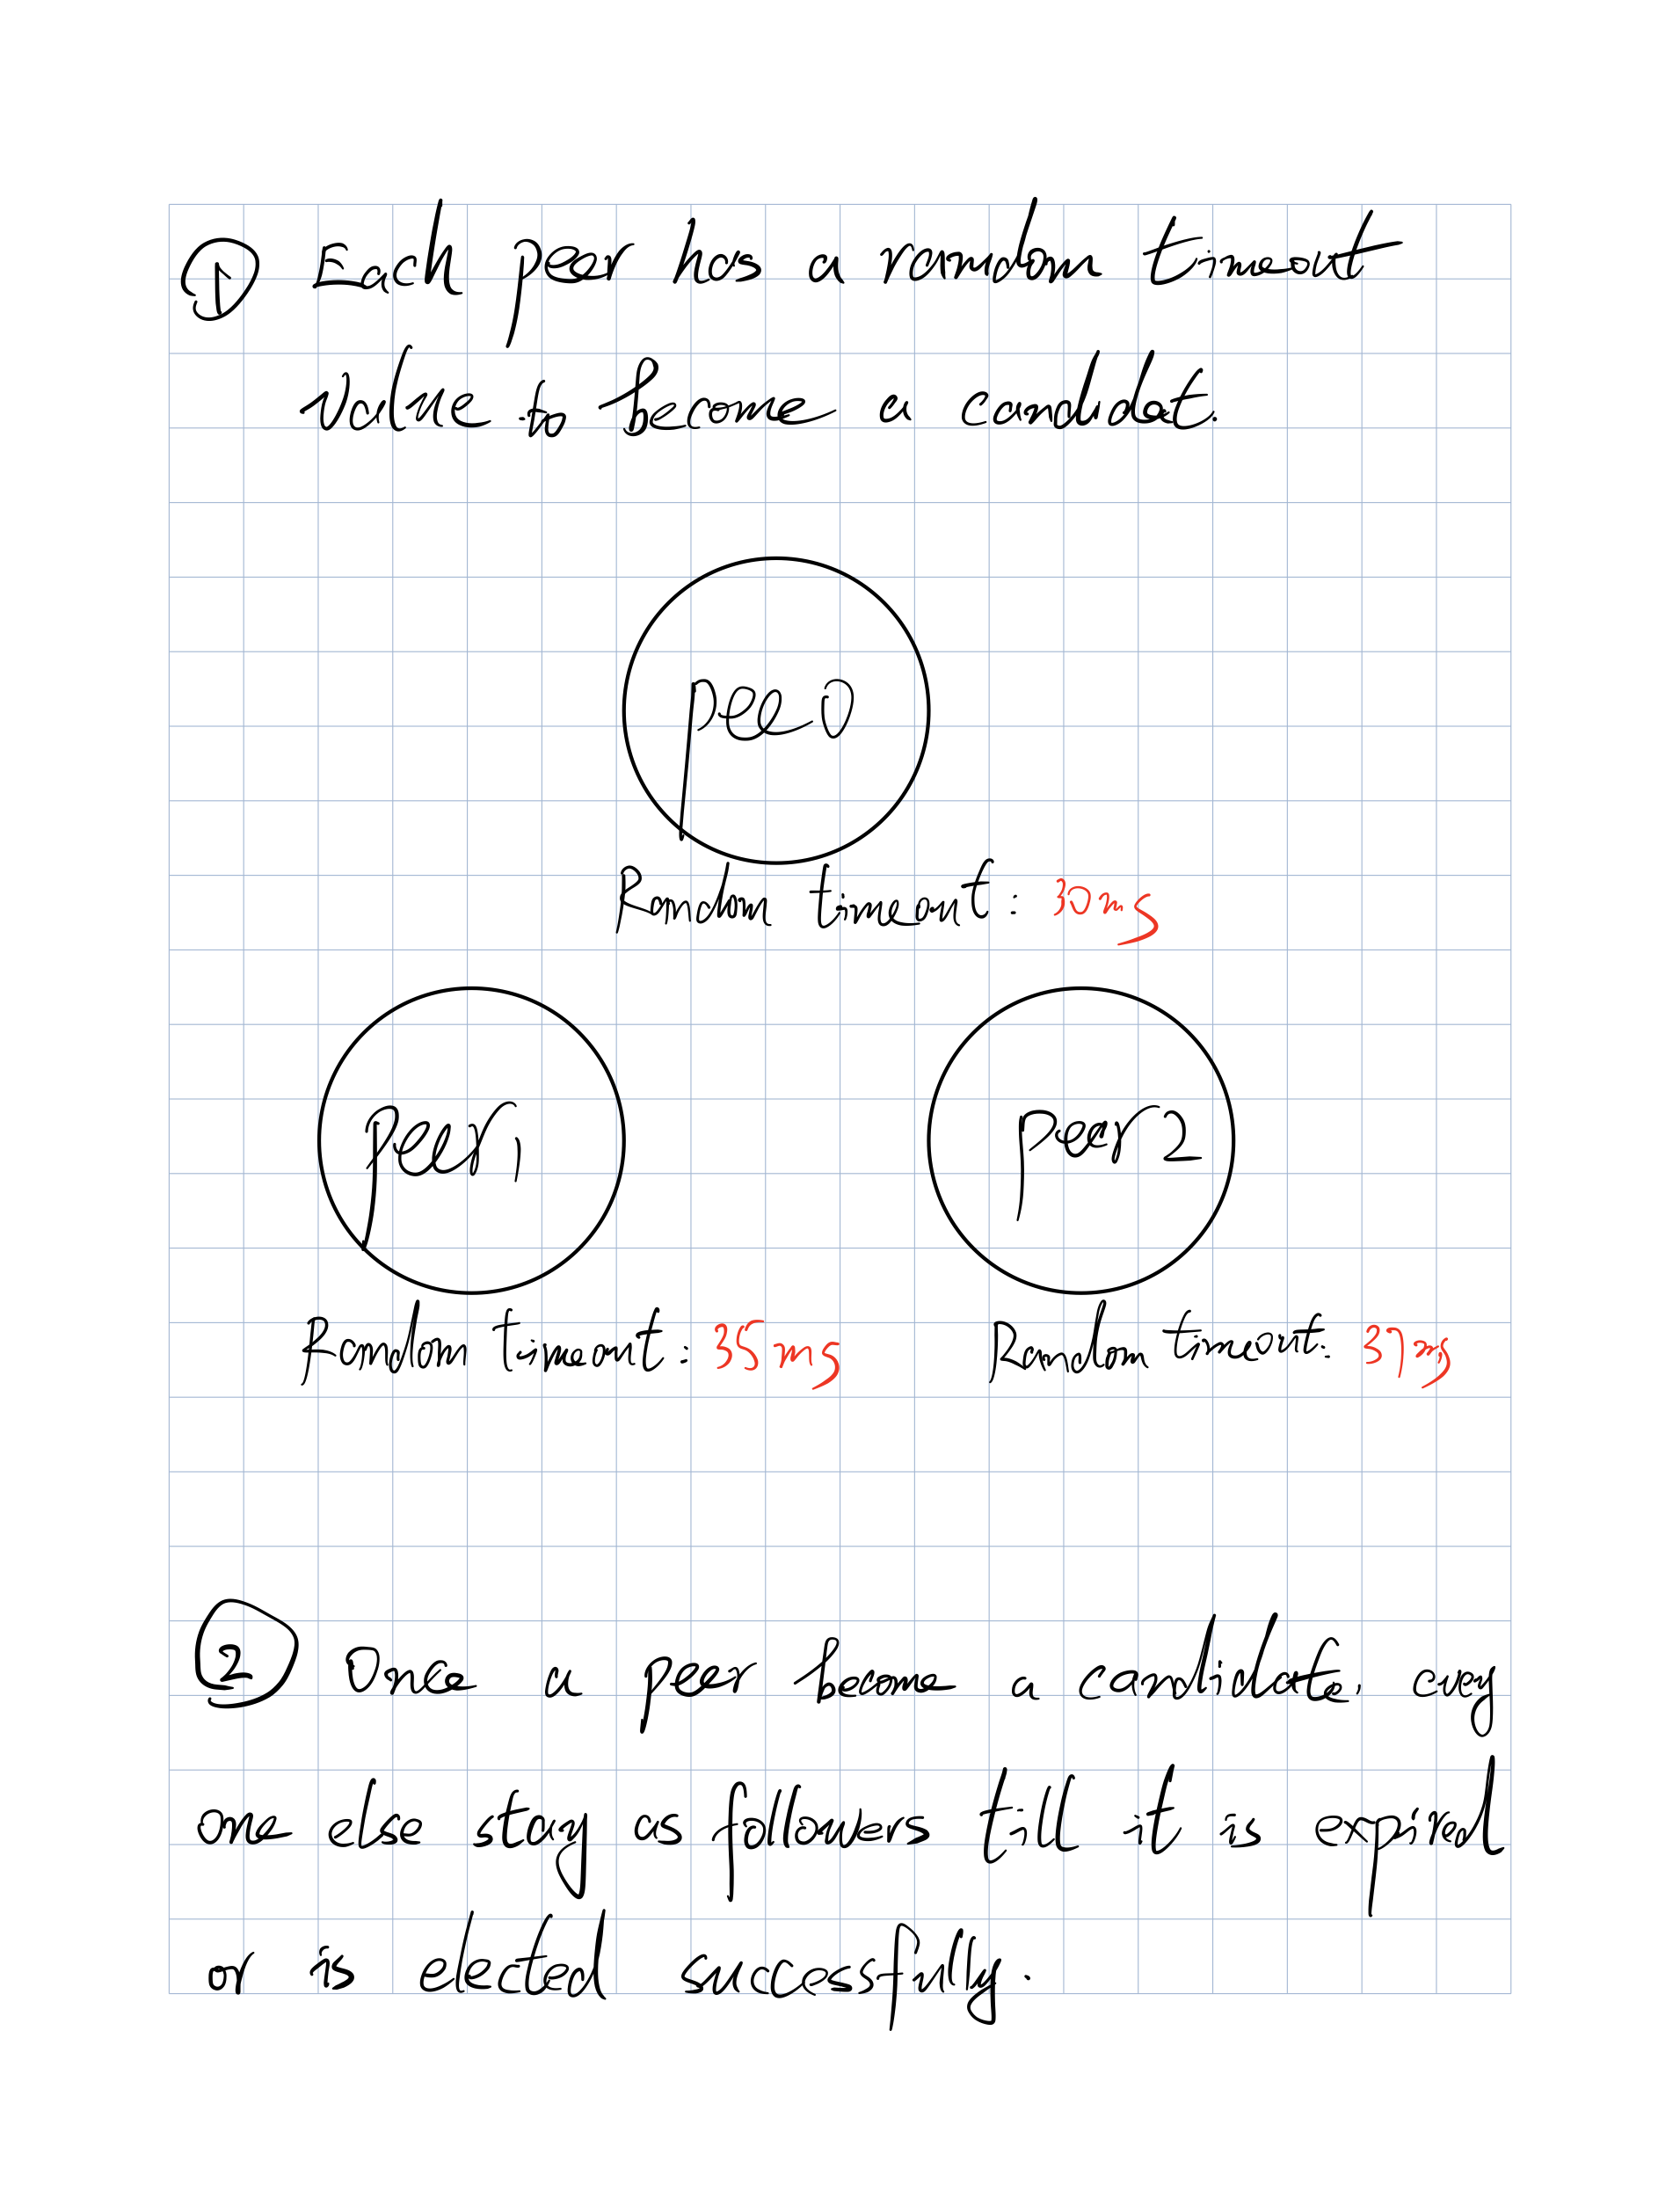 ① Each peer has a random timeout
value to become a candidat.
peer 0
Random timeout: 30ms
peer 1
peer 2
Random timeout: 35ms
Random timeout: 37ms
② Once a peer become a candidate, every
one else stay as followers till it is expired
or is elected successfully.